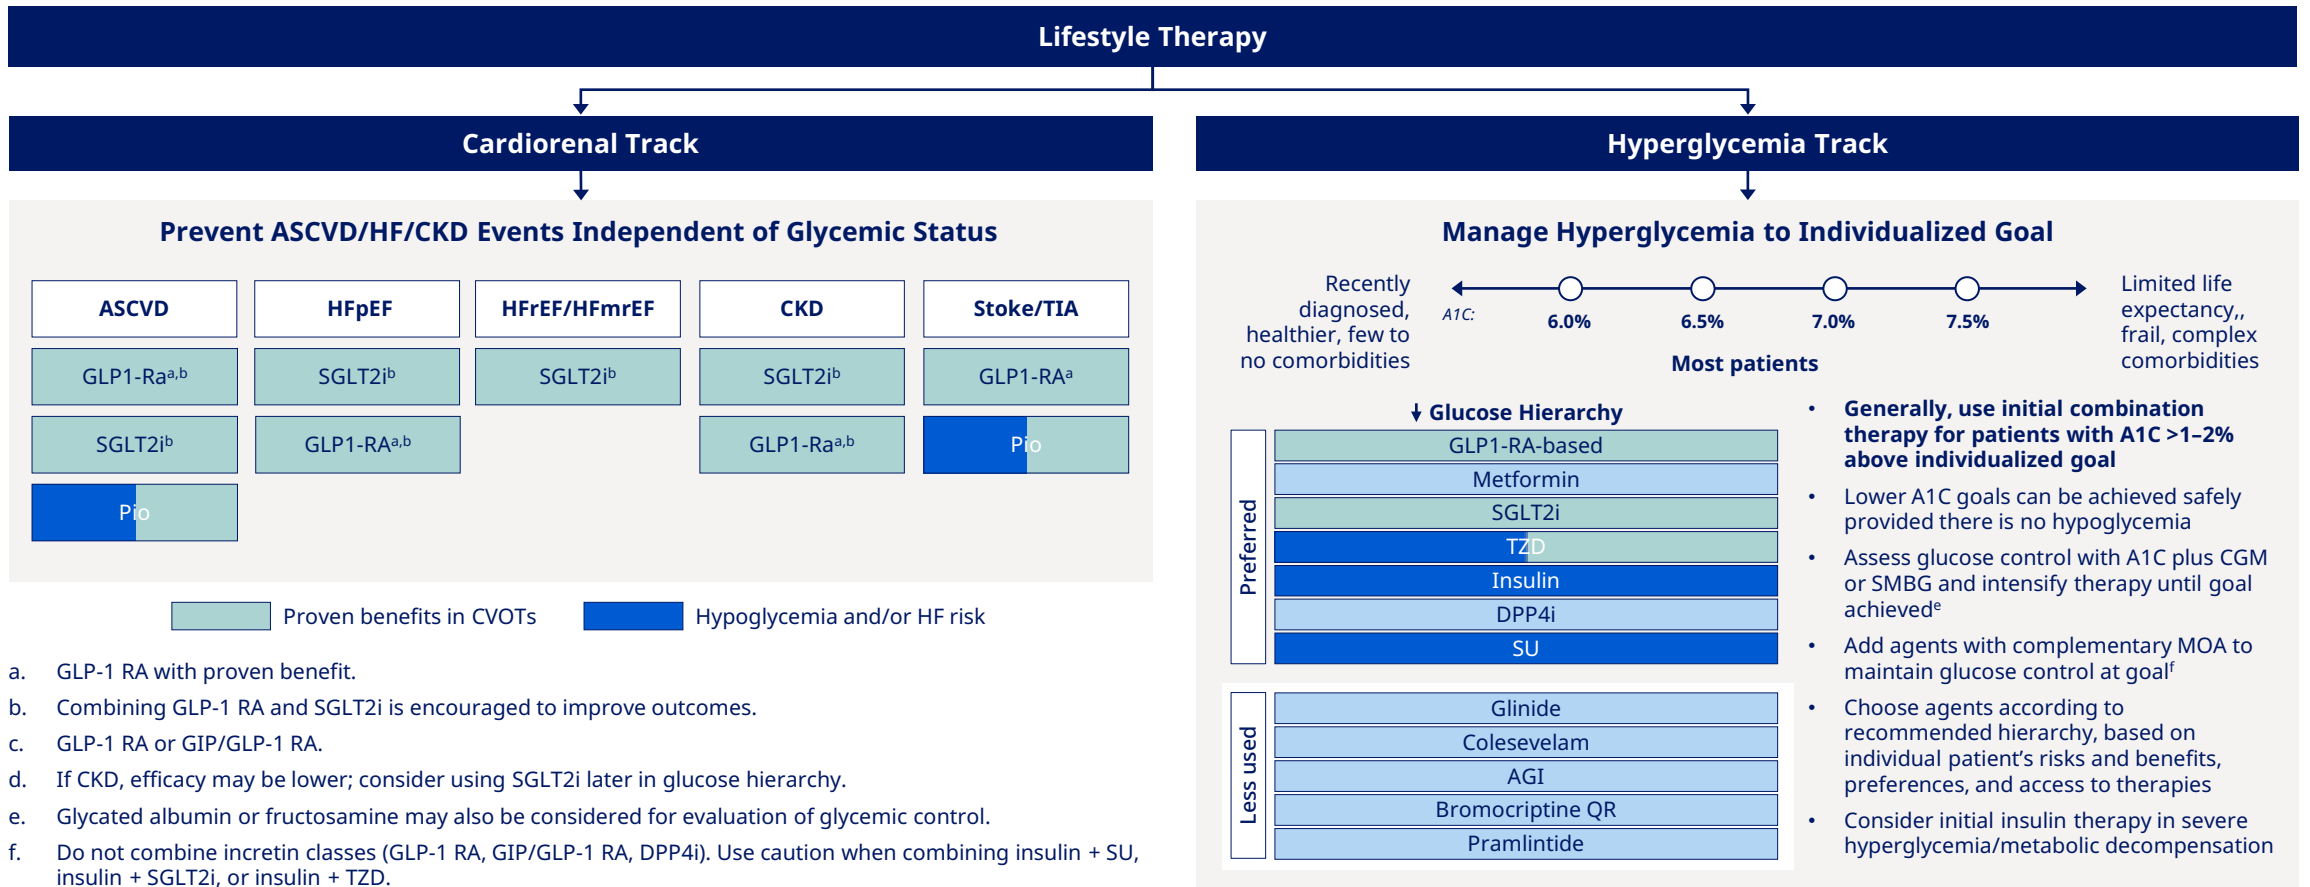 Lifestyle Therapy
Cardiorenal Track
Prevent ASCVD/HF/CKD Events Independent of Glycemic Status
ASCVD
HFpEF
HFrEF/HFmrEF
CKD
Stoke/TIA
GLP1-Raᵃ,ᵇ
SGLT2iᵇ
SGLT2iᵇ
SGLT2iᵇ
GLP1-RAᵃ
SGLT2iᵇ
GLP1-RAᵃ,ᵇ
GLP1-Raᵃ,ᵇ
Pio
Pio
Proven benefits in CVOTs
Hypoglycemia and/or HF risk
a. GLP-1 RA with proven benefit.
b. Combining GLP-1 RA and SGLT2i is encouraged to improve outcomes.
c. GLP-1 RA or GIP/GLP-1 RA.
d. If CKD, efficacy may be lower; consider using SGLT2i later in glucose hierarchy.
e. Glycated albumin or fructosamine may also be considered for evaluation of glycemic control.
f. Do not combine incretin classes (GLP-1 RA, GIP/GLP-1 RA, DPP4i). Use caution when combining insulin + SU,
insulin + SGLT2i, or insulin + TZD.
Hyperglycemia Track
Manage Hyperglycemia to Individualized Goal
Recently
diagnosed,
healthier, few to
no comorbidities
A1C:
6.0%
6.5%
7.0%
7.5%
Most patients
Limited life
expectancy,,
frail, complex
comorbidities
Glucose Hierarchy
Preferred
GLP1-RA-based
Metformin
SGLT2i
TZD
Insulin
DPP4i
SU
Less used
Glinide
Colesevelam
AGI
Bromocriptine QR
Pramlintide
• Generally, use initial combination
therapy for patients with A1C >1–2%
above individualized goal
• Lower A1C goals can be achieved safely
provided there is no hypoglycemia
• Assess glucose control with A1C plus CGM
or SMBG and intensify therapy until goal
achievedᵉ
• Add agents with complementary MOA to
maintain glucose control at goalᶠ
• Choose agents according to
recommended hierarchy, based on
individual patient’s risks and benefits,
preferences, and access to therapies
• Consider initial insulin therapy in severe
hyperglycemia/metabolic decompensation